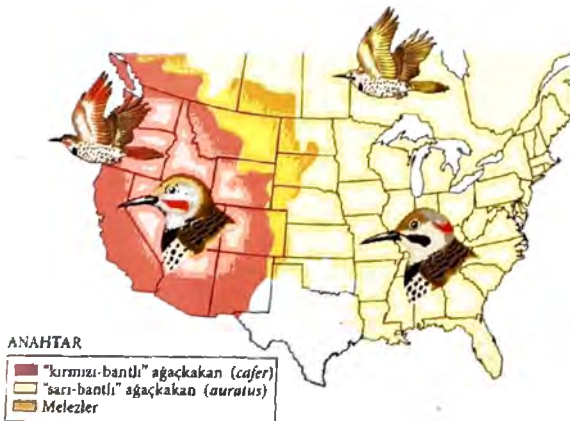 ANAHTAR
"kırmızı-bantlı" ağaçkakan (cafer)
"sarı-bantlı" ağaçkakan (auratus)
Melezler